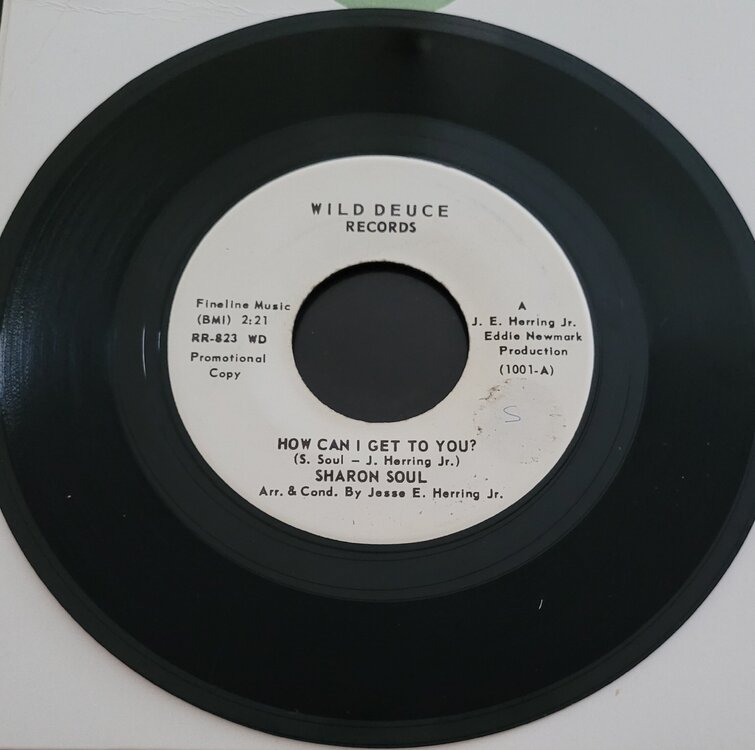 WILD DEUCE
RECORDS
Fineline Music
(BMI) 2:21
RR-823 WD
Promotional
Copy
A
J. E. Herring Jr.
Eddie Newmark
Production
(1001-A)
S
HOW CAN I GET TO YOU?
(S. Soul – J. Herring Jr.)
SHARON SOUL
Arr. & Cond. By Jesse E. Herring Jr.